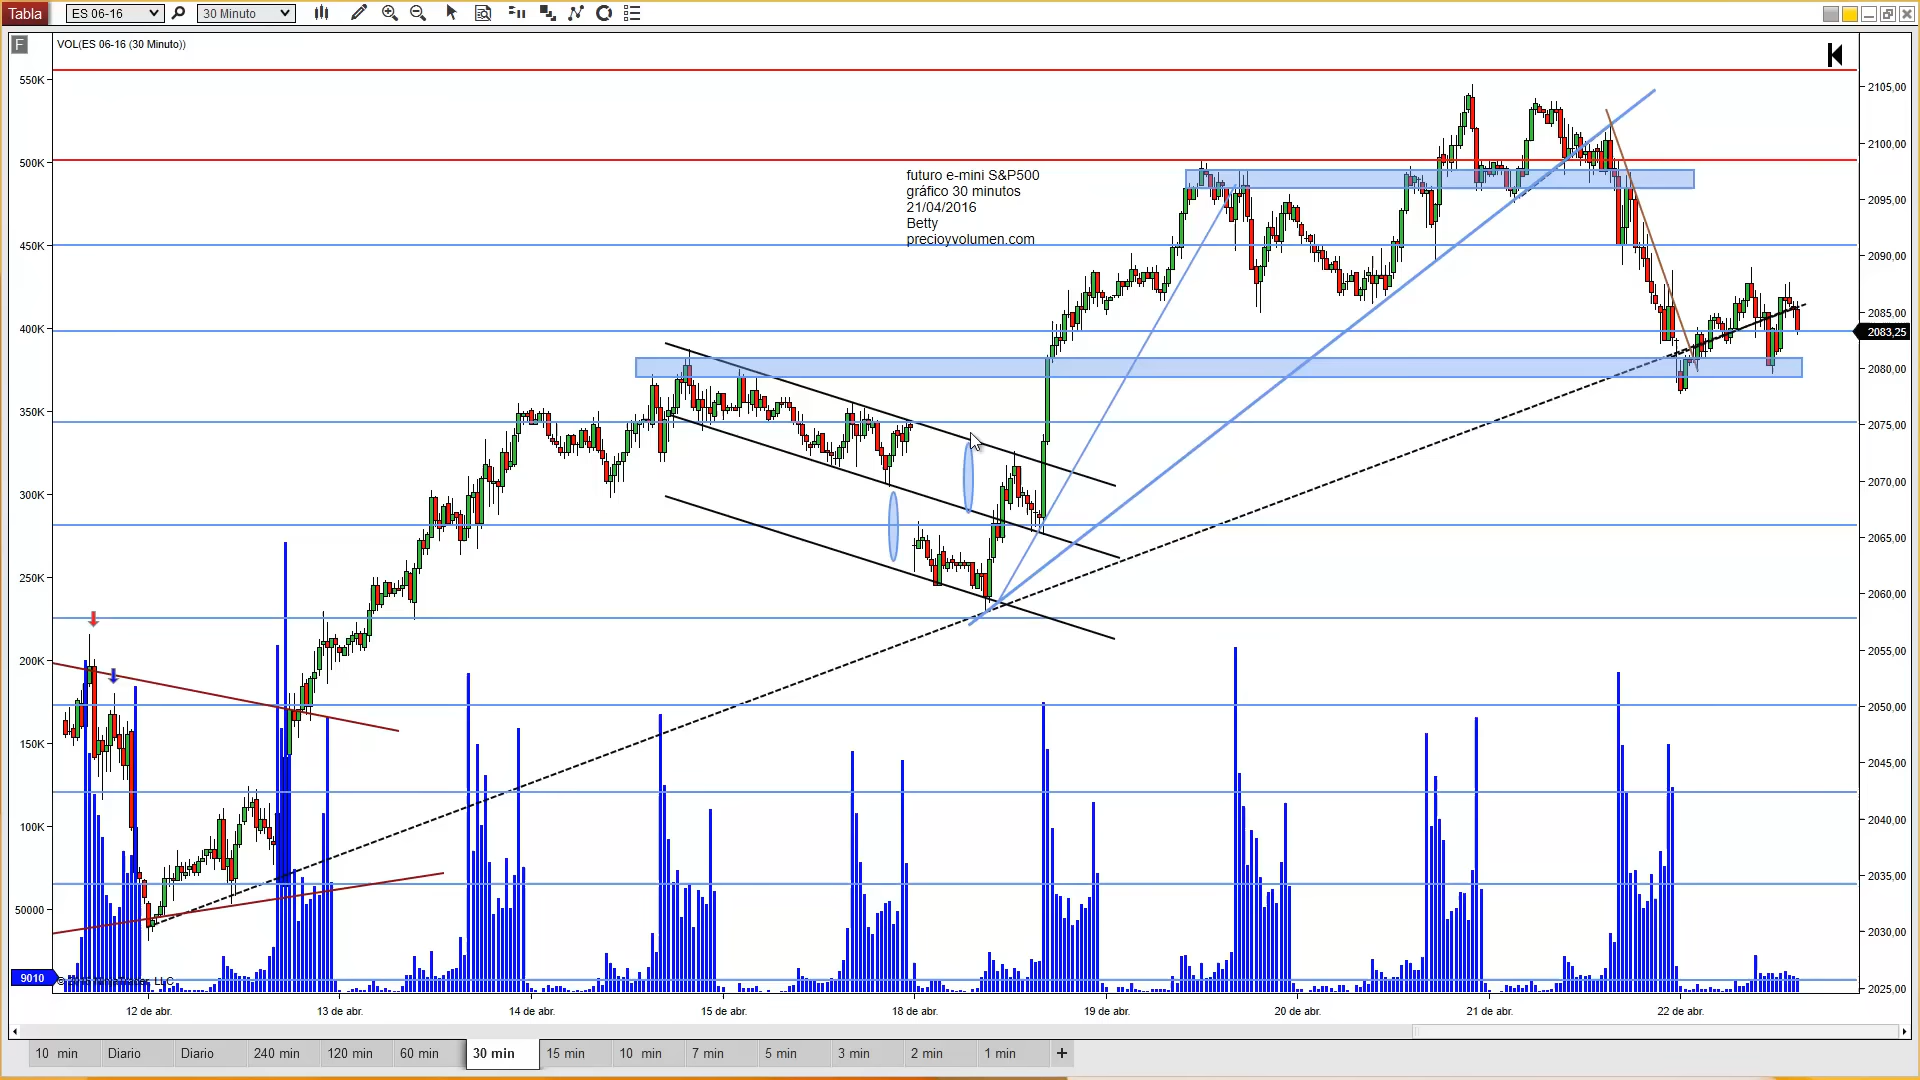 Tabla
ES 06-16
30 Minuto
F
VOL(ES 06-16 (30 Minuto))
550K
500K
450K
400K
350K
300K
250K
200K
150K
100K
50000
9010
futuro e-mini S&P500
gráfico 30 minutos
21/04/2016
Betty
precioyvolumen.com
2105,00
2100,00
2095,00
2090,00
2085,00
2083,25
2080,00
2075,00
2070,00
2065,00
2060,00
2055,00
2050,00
2045,00
2040,00
2035,00
2030,00
2025,00
LLC
12 de abr.
13 de abr.
14 de abr.
15 de abr.
18 de abr.
19 de abr.
20 de abr.
21 de abr.
22 de abr.
10 min
Diario
Diario
240 min
120 min
60 min
30 min
15 min
10 min
7 min
5 min
3 min
2 min
1 min
+